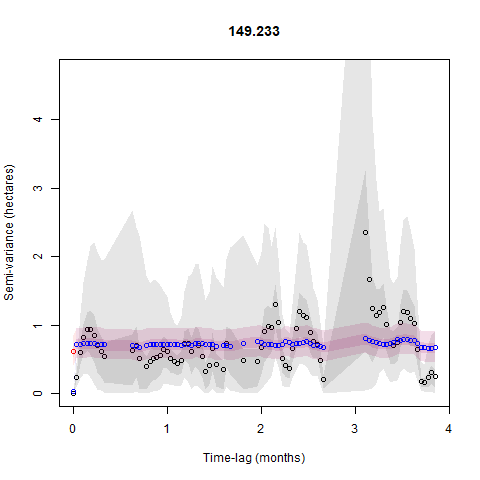 149.233
Semi-variance (hectares)
4
3
2
1
0
0 1 2 3 4
Time-lag (months)